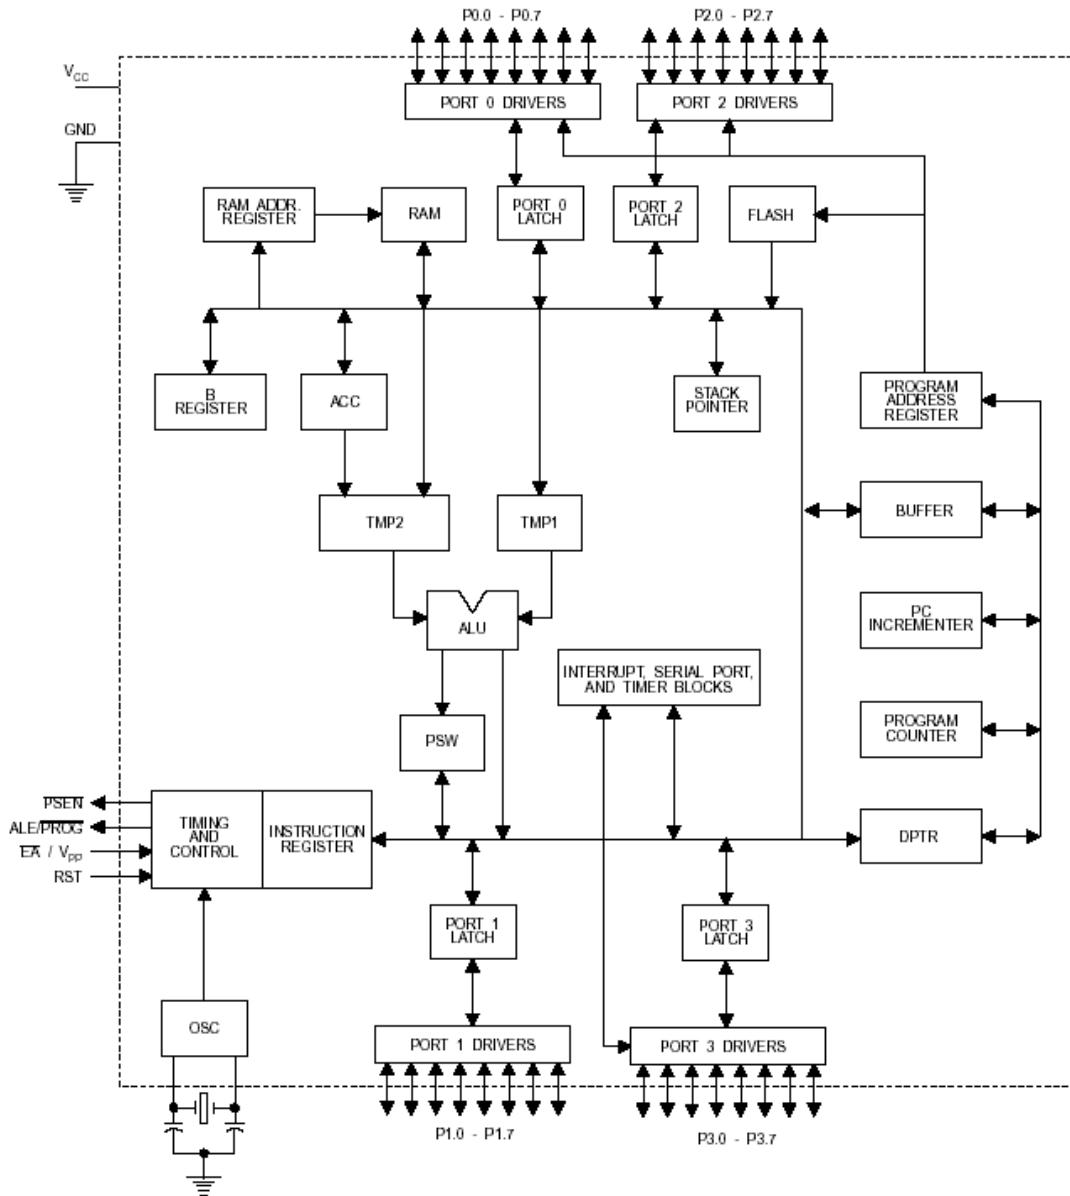 P0.0 - P0.7
P2.0 - P2.7
VCC
PORT 0 DRIVERS
PORT 2 DRIVERS
GND
RAM ADDR.
REGISTER
RAM
PORT 0
LATCH
PORT 2
LATCH
FLASH
B
REGISTER
ACC
STACK
POINTER
PROGRAM
ADDRESS
REGISTER
TMP2
TMP1
BUFFER
ALU
PC
INCREMENTER
INTERRUPT, SERIAL PORT,
AND TIMER BLOCKS
PSW
PROGRAM
COUNTER
PSEN
ALE/PROG
EA / VPP
RST
TIMING
AND
CONTROL
INSTRUCTION
REGISTER
DPTR
PORT 1
LATCH
PORT 3
LATCH
OSC
PORT 1 DRIVERS
PORT 3 DRIVERS
P1.0 - P1.7
P3.0 - P3.7